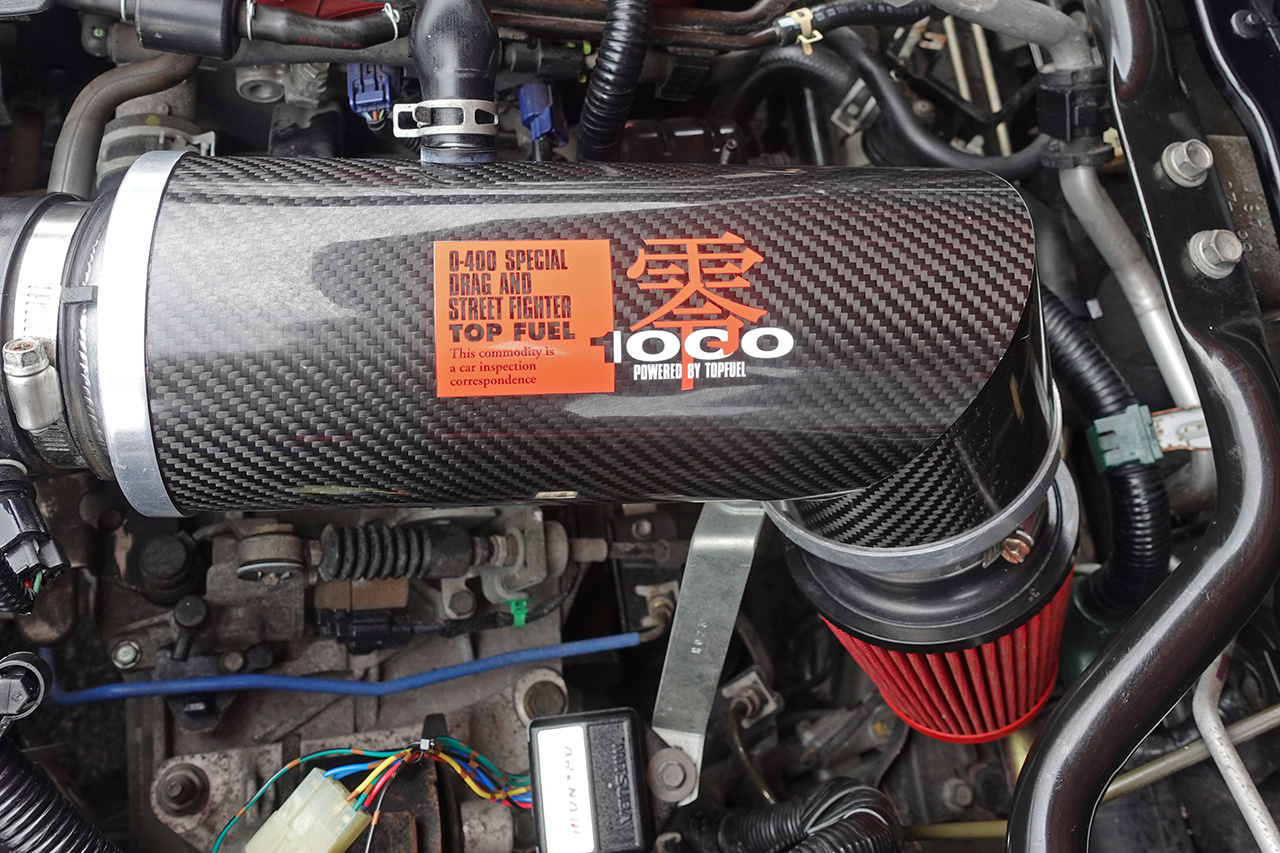 0-400 SPECIAL
DRAG AND
STREET FIGHTER
TOP FUEL
This commodity is
a car inspection
correspondence
零
1000
POWERED BY TOPFUEL